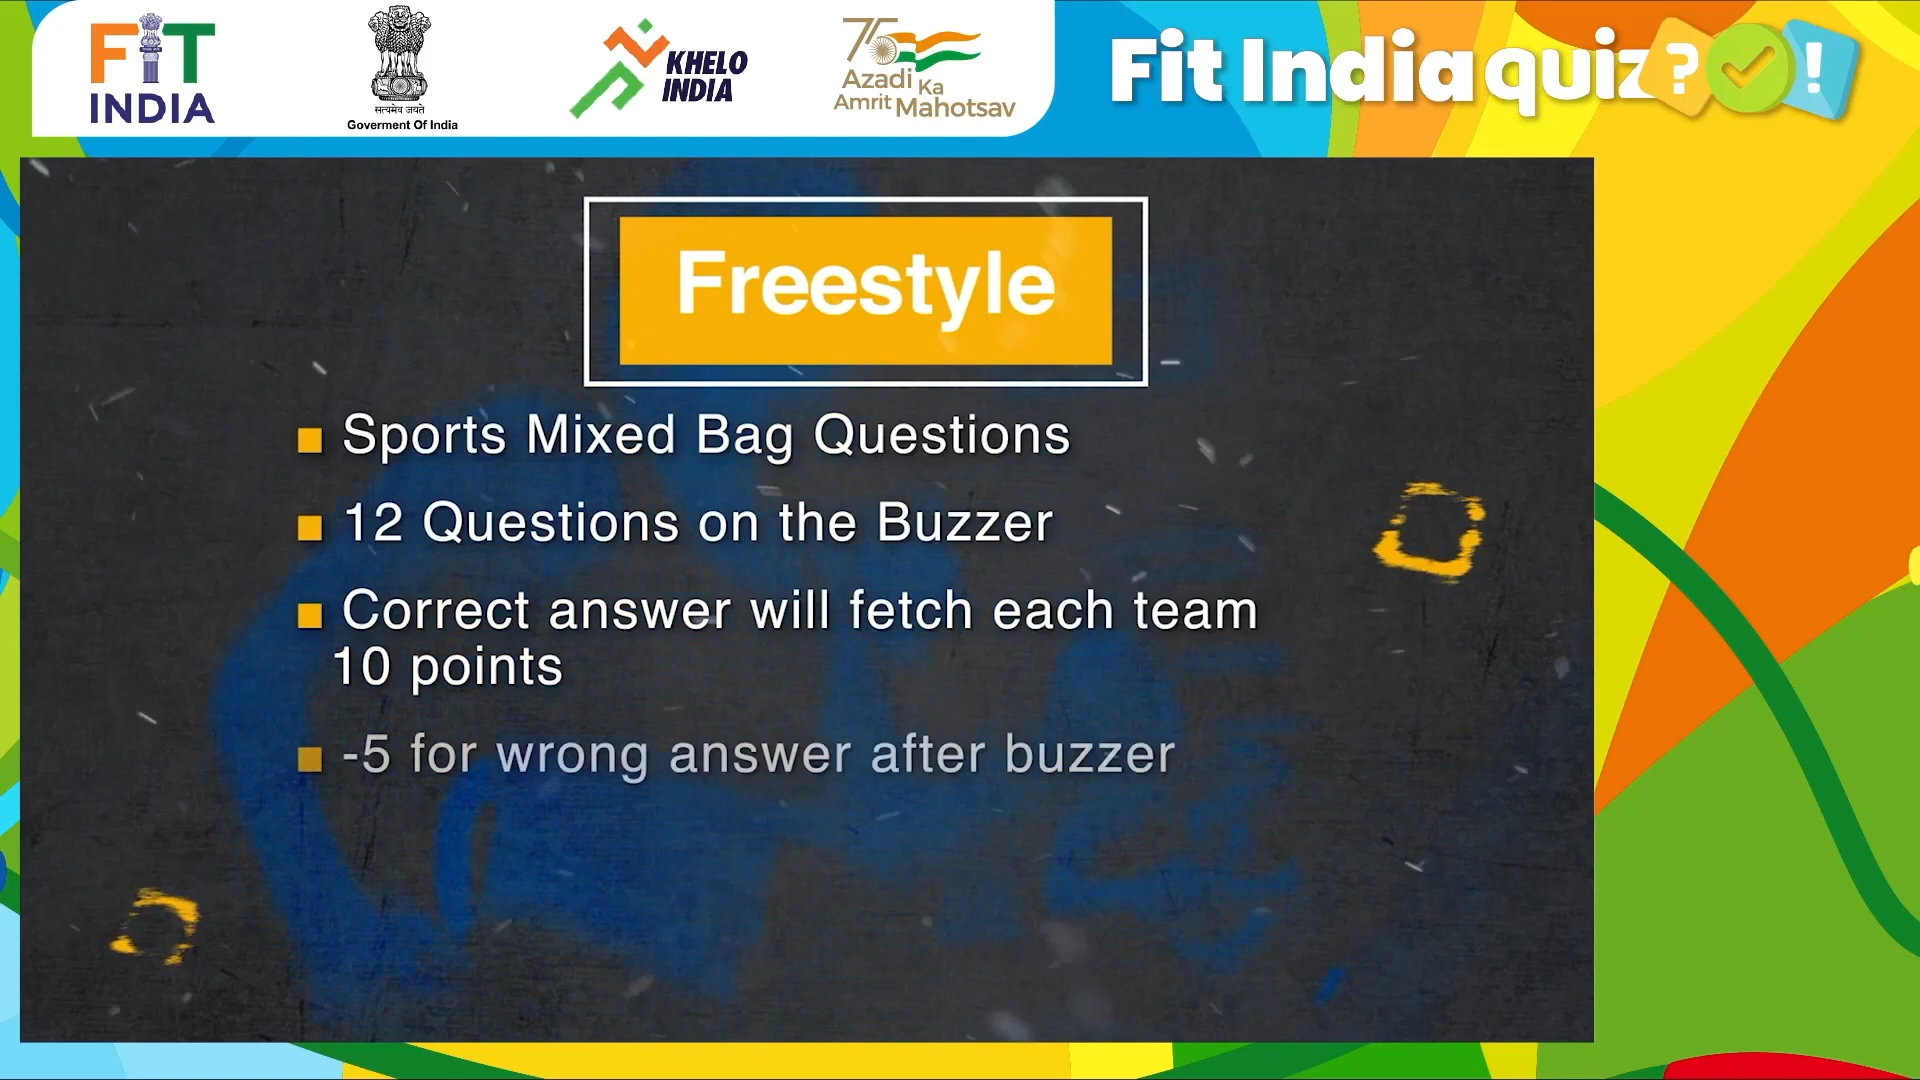 FIT
INDIA
सत्यमेव जयते
Goverment Of India
KHELO
INDIA
75
Azadi
Ka
Amrit Mahotsav
Fit India quiz ? !
Freestyle
Sports Mixed Bag Questions
12 Questions on the Buzzer
Correct answer will fetch each team
10 points
-5 for wrong answer after buzzer